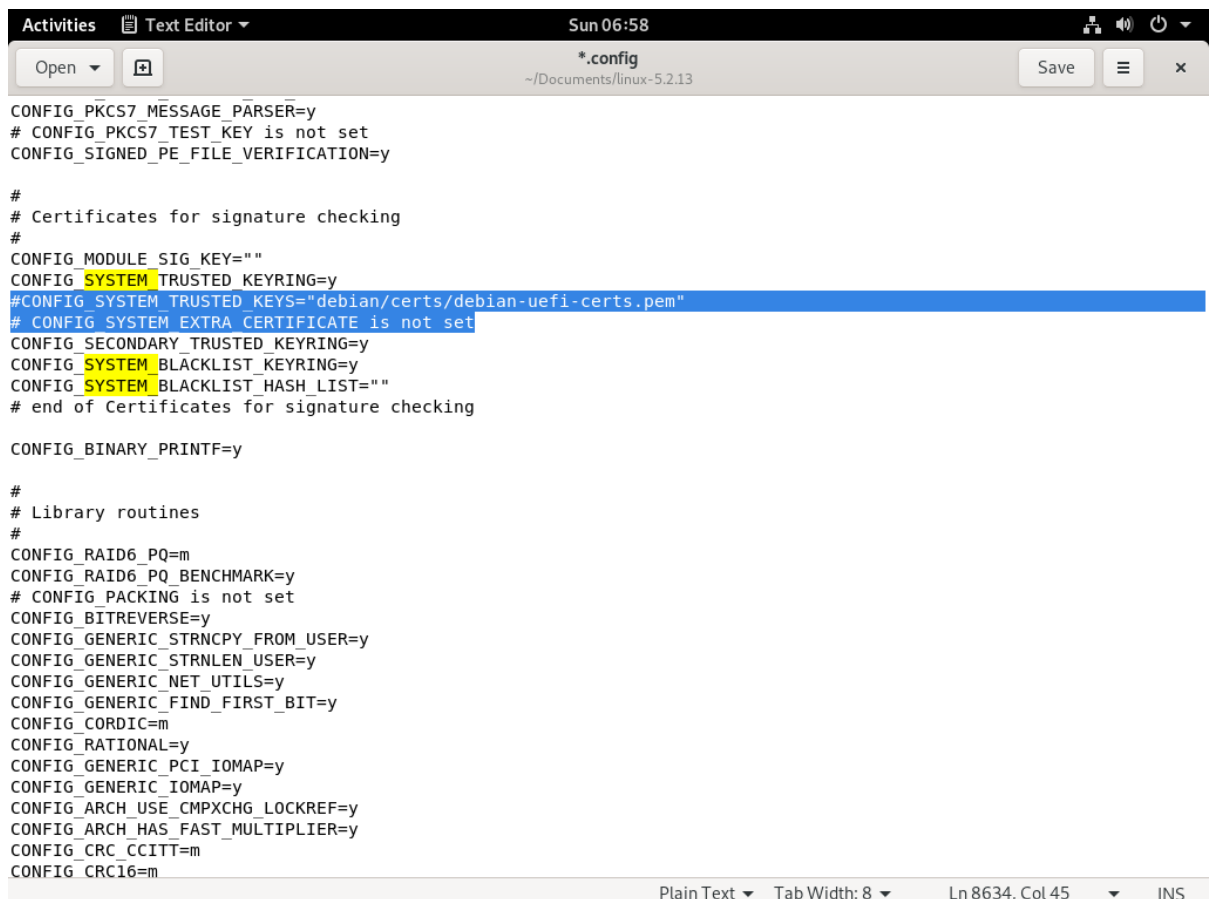 Activities Text Editor Sun 06:58
Open *.config Save
~/Documents/linux-5.2.13
CONFIG_PKCS7_MESSAGE_PARSER=y
# CONFIG_PKCS7_TEST_KEY is not set
CONFIG_SIGNED_PE_FILE_VERIFICATION=y
#
# Certificates for signature checking
#
CONFIG_MODULE_SIG_KEY=""
CONFIG_SYSTEM_TRUSTED_KEYRING=y
#CONFIG_SYSTEM_TRUSTED_KEYS="debian/certs/debian-uefi-certs.pem"
# CONFIG_SYSTEM_EXTRA_CERTIFICATE is not set
CONFIG_SECONDARY_TRUSTED_KEYRING=y
CONFIG_SYSTEM_BLACKLIST_KEYRING=y
CONFIG_SYSTEM_BLACKLIST_HASH_LIST=""
# end of Certificates for signature checking
CONFIG_BINARY_PRINTF=y
#
# Library routines
#
CONFIG_RAID6_PQ=m
CONFIG_RAID6_PQ_BENCHMARK=y
# CONFIG_PACKING is not set
CONFIG_BITREVERSE=y
CONFIG_GENERIC_STRNCPY_FROM_USER=y
CONFIG_GENERIC_STRNLEN_USER=y
CONFIG_GENERIC_NET_UTILS=y
CONFIG_GENERIC_FIND_FIRST_BIT=y
CONFIG_CORDIC=m
CONFIG_RATIONAL=y
CONFIG_GENERIC_PCI_IOMAP=y
CONFIG_GENERIC_IOMAP=y
CONFIG_ARCH_USE_CMPXCHG_LOCKREF=y
CONFIG_ARCH_HAS_FAST_MULTIPLIER=y
CONFIG_CRC_CCITT=m
CONFIG_CRC16=m
Plain Text Tab Width: 8 Ln 8634, Col 45 INS